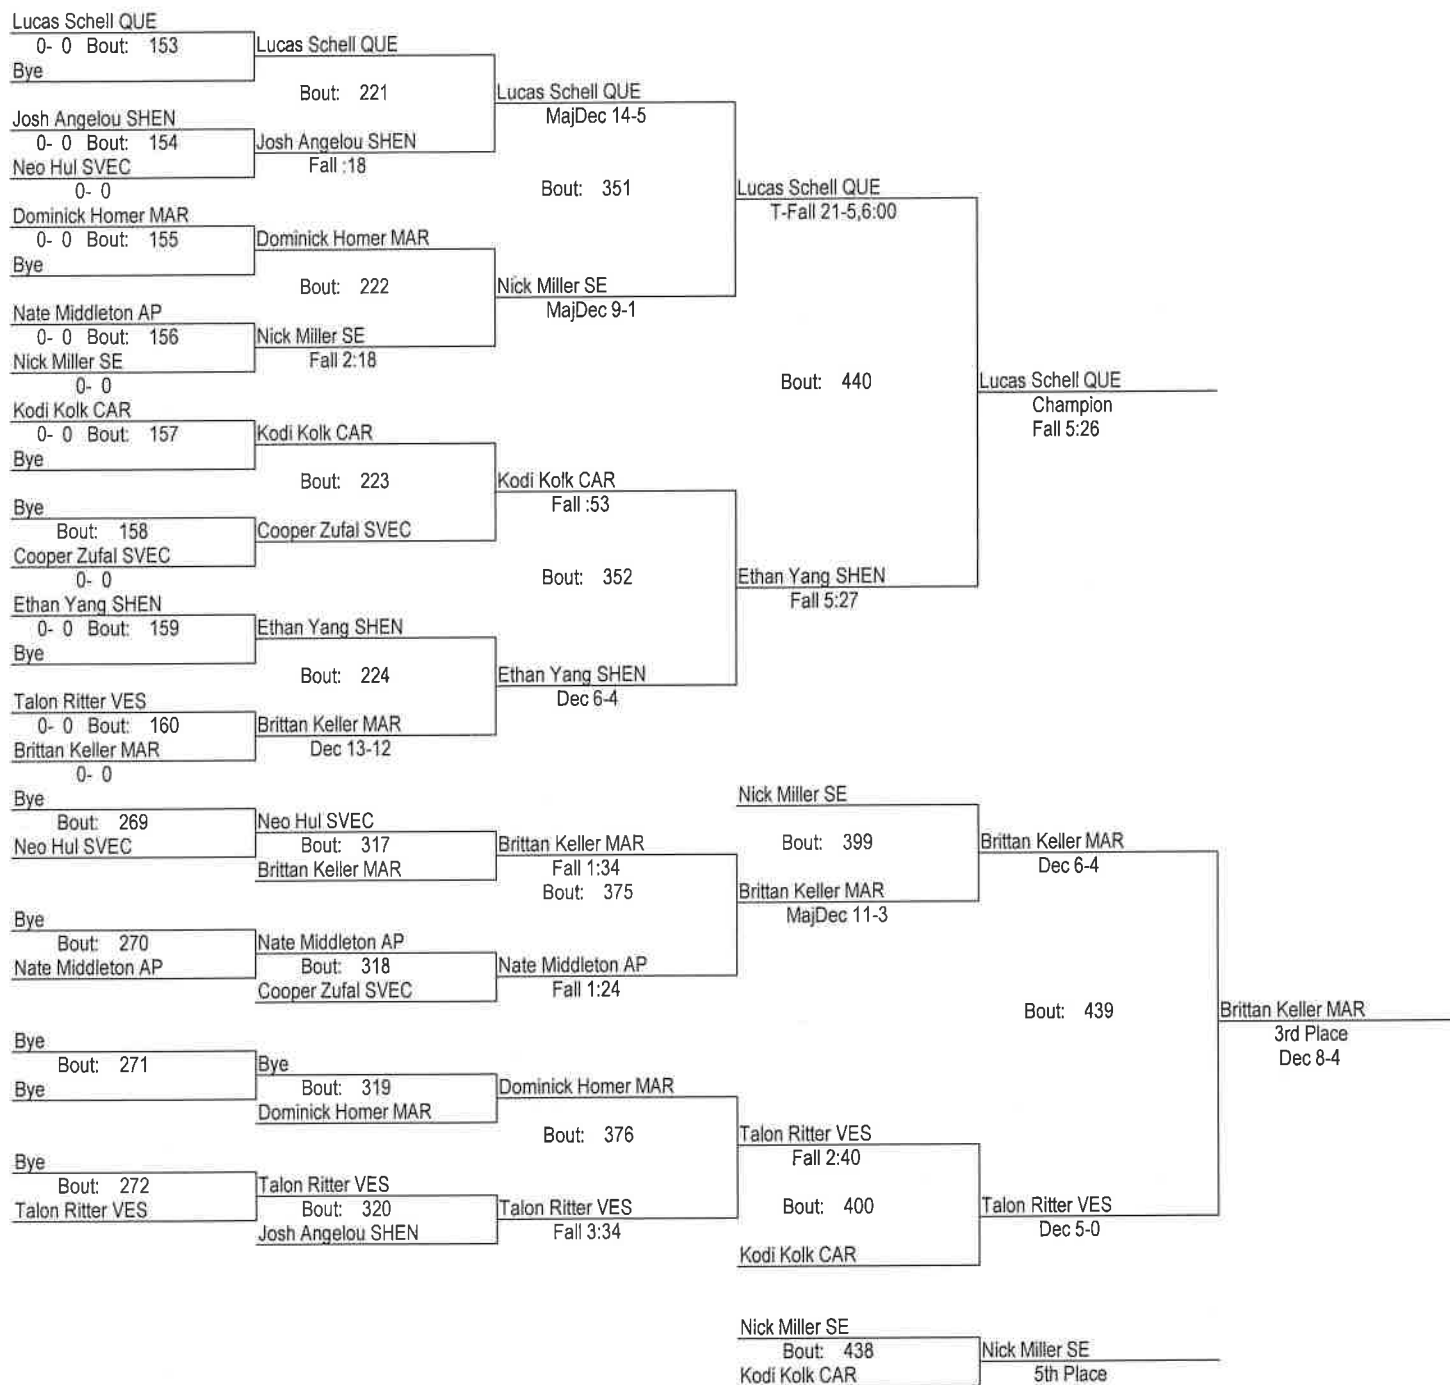 Lucas Schell QUE
0- 0 Bout: 153
Bye
Lucas Schell QUE
Bout: 221
Josh Angelou SHEN
0- 0 Bout: 154
Neo Hul SVEC
0- 0
Josh Angelou SHEN
Fall :18
Lucas Schell QUE
MajDec 14-5
Bout: 351
Dominick Homer MAR
0- 0 Bout: 155
Bye
Dominick Homer MAR
Bout: 222
Nate Middleton AP
0- 0 Bout: 156
Nick Miller SE
0- 0
Nick Miller SE
Fall 2:18
Nick Miller SE
MajDec 9-1
Lucas Schell QUE
T-Fall 21-5,6:00
Bout: 440
Lucas Schell QUE
Champion
Fall 5:26
Kodi Kolk CAR
0- 0 Bout: 157
Bye
Kodi Kolk CAR
Bout: 223
Bye
Bout: 158
Cooper Zufal SVEC
0- 0
Cooper Zufal SVEC
Kodi Kolk CAR
Fall :53
Bout: 352
Ethan Yang SHEN
0- 0 Bout: 159
Bye
Ethan Yang SHEN
Bout: 224
Talon Ritter VES
0- 0 Bout: 160
Brittan Keller MAR
0- 0
Brittan Keller MAR
Dec 13-12
Ethan Yang SHEN
Dec 6-4
Ethan Yang SHEN
Fall 5:27
Bye
Bout: 269
Neo Hul SVEC
Neo Hul SVEC
Bout: 317
Brittan Keller MAR
Brittan Keller MAR
Fall 1:34
Bout: 375
Bye
Bout: 270
Nate Middleton AP
Nate Middleton AP
Bout: 318
Cooper Zufal SVEC
Nate Middleton AP
Fall 1:24
Nick Miller SE
Bout: 399
Brittan Keller MAR
MajDec 11-3
Brittan Keller MAR
Dec 6-4
Bout: 439
Brittan Keller MAR
3rd Place
Dec 8-4
Bye
Bout: 271
Bye
Bye
Bout: 319
Dominick Homer MAR
Dominick Homer MAR
Bout: 376
Bye
Bout: 272
Talon Ritter VES
Talon Ritter VES
Bout: 320
Josh Angelou SHEN
Talon Ritter VES
Fall 3:34
Talon Ritter VES
Fall 2:40
Bout: 400
Kodi Kolk CAR
Talon Ritter VES
Dec 5-0
Nick Miller SE
Bout: 438
Kodi Kolk CAR
Nick Miller SE
5th Place